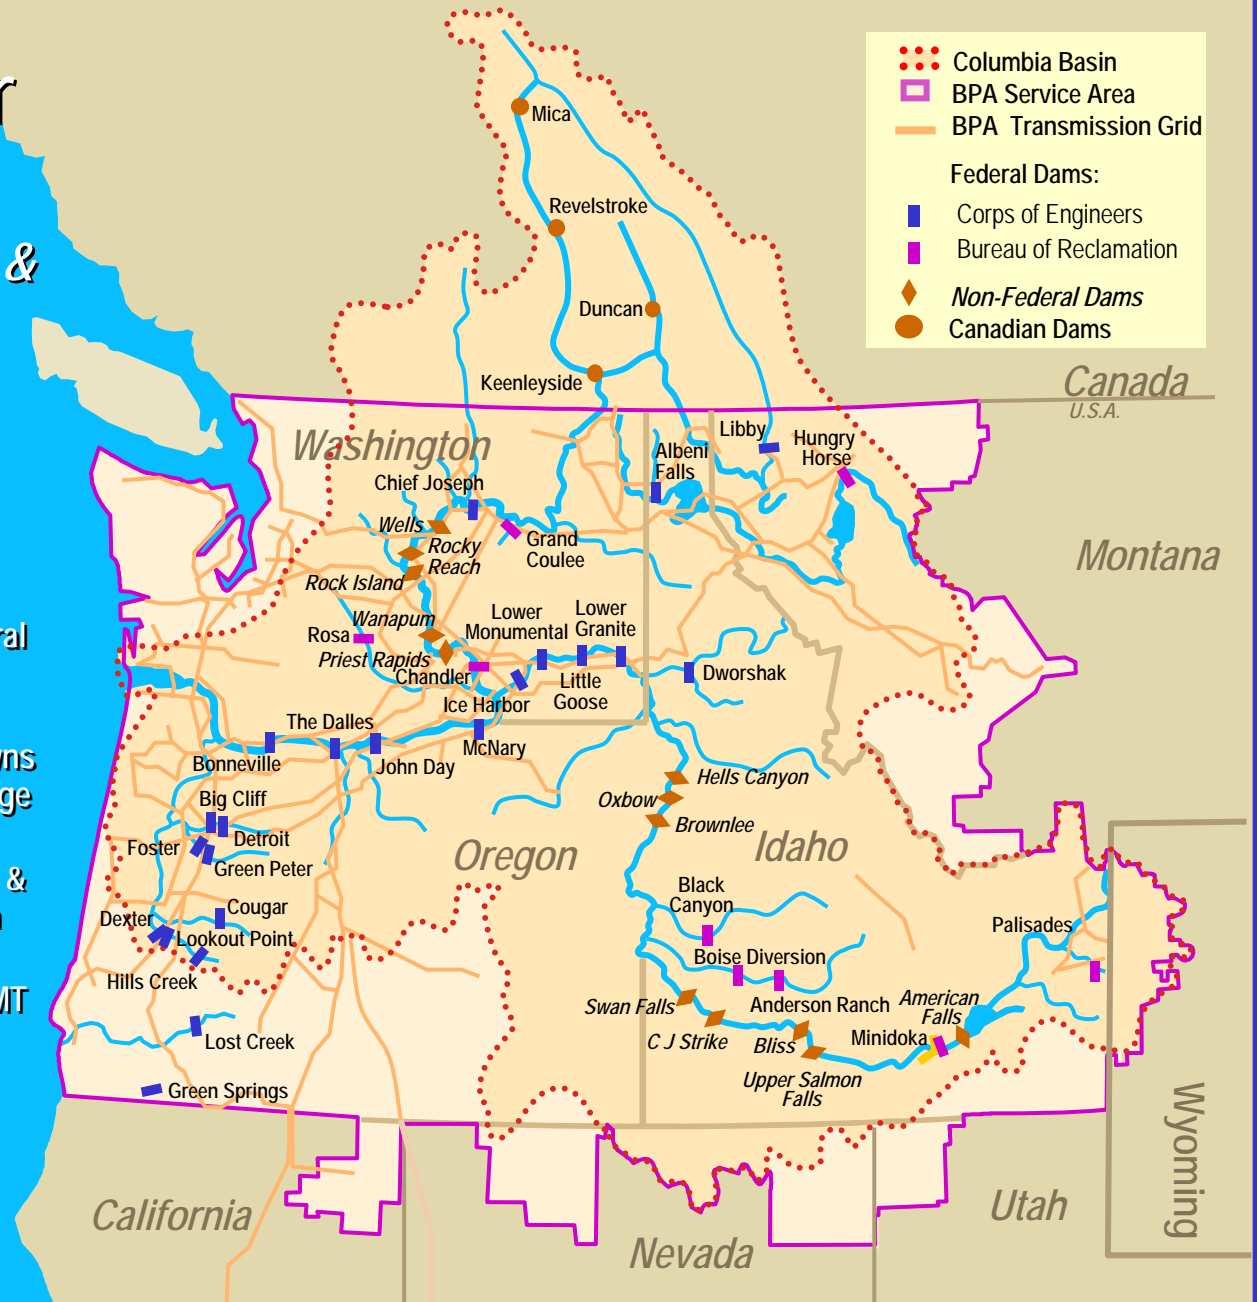 r
&
ral
wns
ge
&
MT
Columbia Basin
BPA Service Area
BPA Transmission Grid
Federal Dams:
Corps of Engineers
Bureau of Reclamation
Non-Federal Dams
Canadian Dams
Mica
Revelstroke
Duncan
Keenleyside
Canada
U.S.A.
Washington
Libby
Hungry
Horse
Albeni
Falls
Chief Joseph
Wells
Grand
Coulee
Rocky
Reach
Rock Island
Montana
Wanapum
Lower
Monumental
Lower
Granite
Rosa
Priest Rapids
Chandler
Dworshak
Little
Goose
Ice Harbor
The Dalles
McNary
Bonneville
John Day
Hells Canyon
Oxbow
Brownlee
Big Cliff
Detroit
Foster
Green Peter
Oregon
Idaho
Black
Canyon
Cougar
Dexter
Lookout Point
Palisades
Boise Diversion
Hills Creek
Swan Falls
Anderson Ranch
American
Falls
C J Strike
Bliss
Minidoka
Lost Creek
Upper Salmon
Falls
Green Springs
Wyoming
California
Utah
Nevada